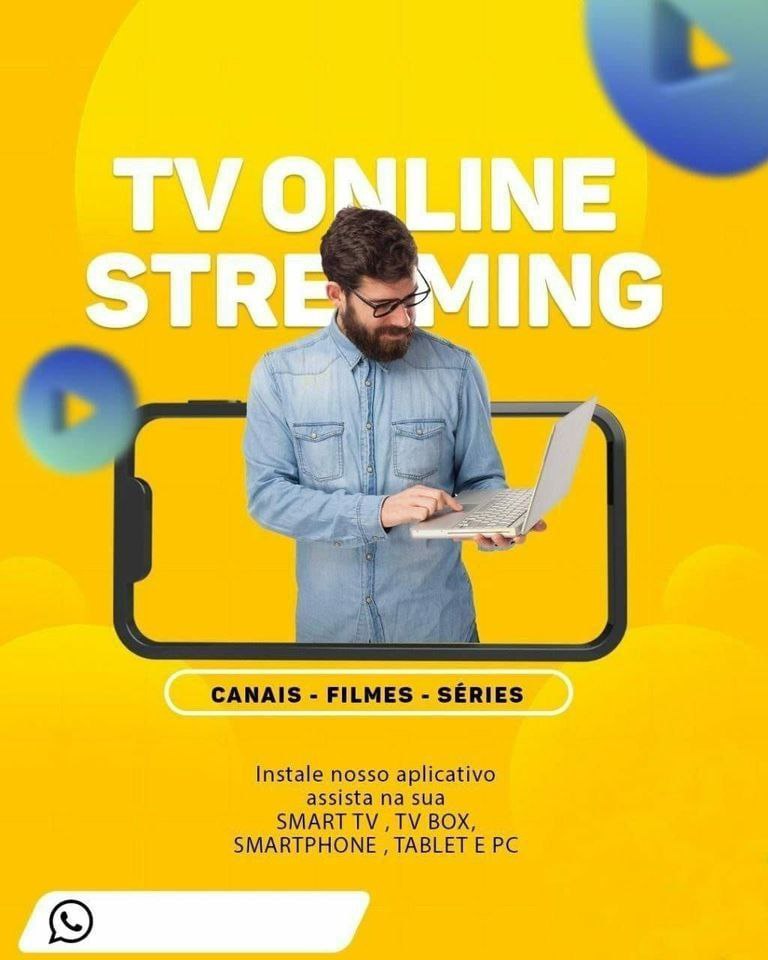 TV ONLINE
STREAMING
CANAIS - FILMES - SÉRIES
Instale nosso aplicativo
assista na sua
SMART TV , TV BOX,
SMARTPHONE , TABLET E PC